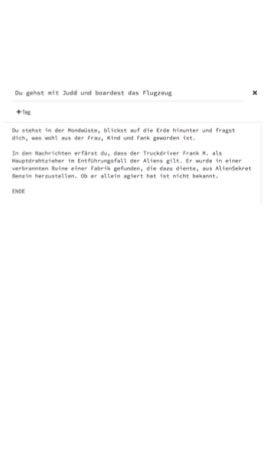 Du gehst mit Judd und boardest das Flugzeug
+Tag
Du stehst in der Mondwüste, blickst auf die Erde hinunter und fragst
dich, was wohl aus der Frau, Kind und Fank geworden ist.
In den Nachrichten erfärst du, dass der Truckdriver Frank M. als
Hauptdrahtzieher im Entführungsfall der Aliens gilt. Er wurde in einer
verbrannten Ruine einer Fabrik gefunden, die dazu diente, aus AlienSekret
Benzin herzustellen. Ob er allein agiert hat ist nicht bekannt.
ENDE